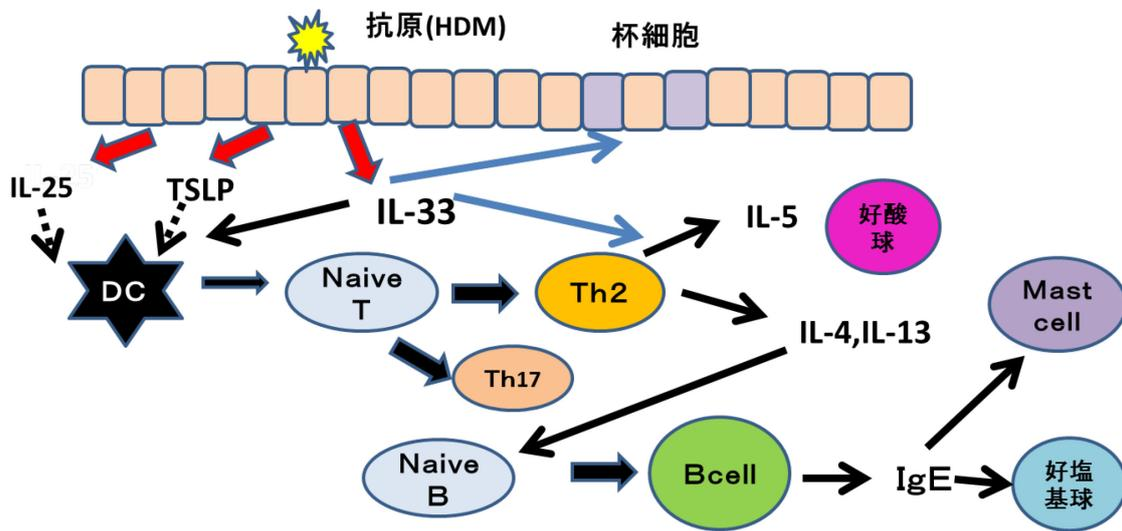 抗原(HDM)
杯細胞
IL-25
TSLP
IL-33
IL-5
好酸
球
DC
Naive
T
Th2
IL-4,IL-13
Mast
cell
Th17
Naive
B
Bcell
IgE
好塩
基球